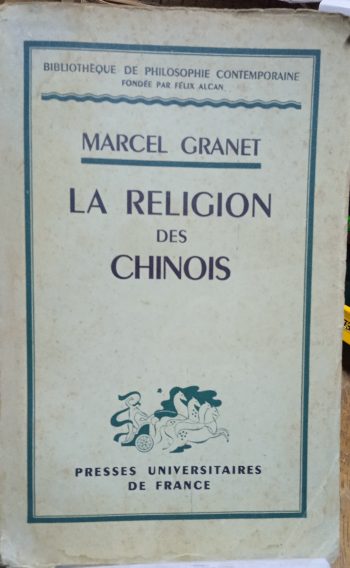 BIBLIOTHÈQUE DE PHILOSOPHIE CONTEMPORAINE
FONDÉE PAR FÉLIX ALCAN
MARCEL GRANET
LA RELIGION
DES
CHINOIS
PRESSES UNIVERSITAIRES
DE FRANCE